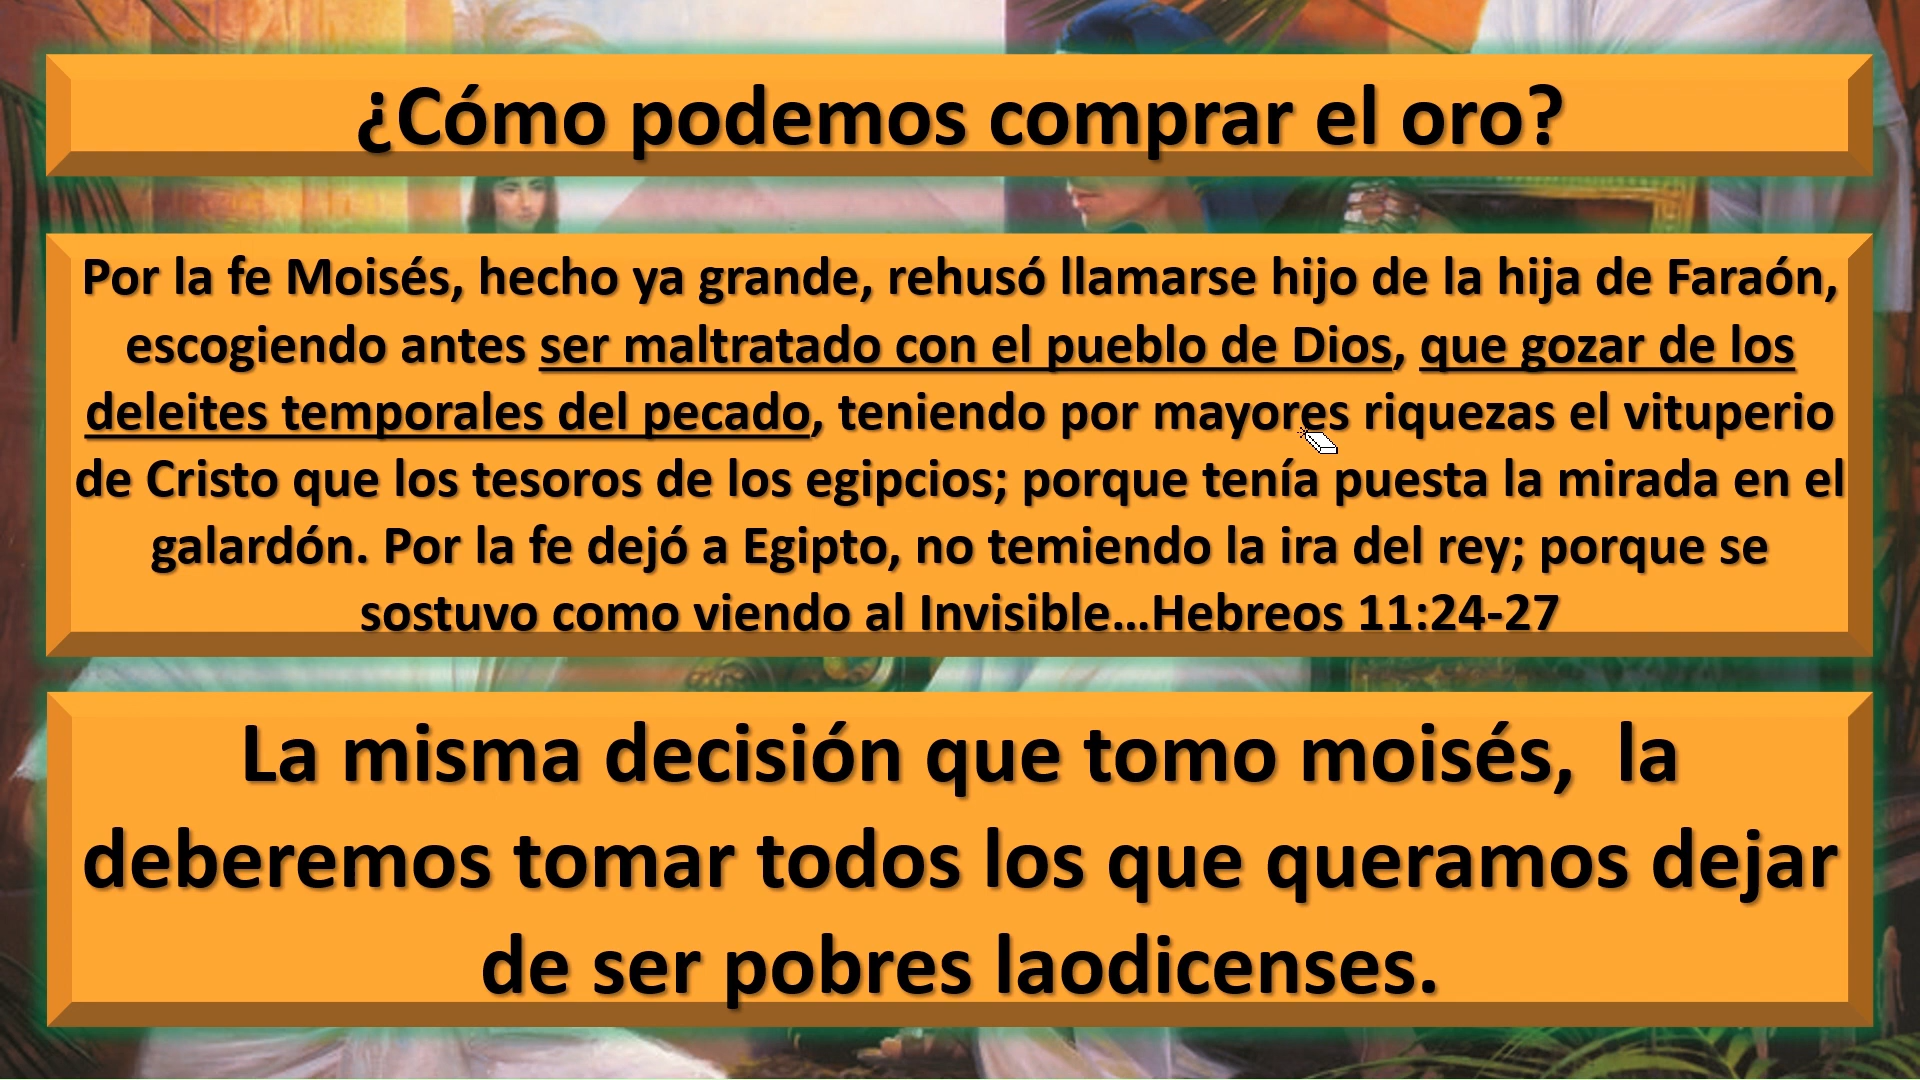 ¿Cómo podemos comprar el oro?
Por la fe Moisés, hecho ya grande, rehusó llamarse hijo de la hija de Faraón,
escogiendo antes ser maltratado con el pueblo de Dios, que gozar de los
deleites temporales del pecado, teniendo por mayores riquezas el vituperio
de Cristo que los tesoros de los egipcios; porque tenía puesta la mirada en el
galardón. Por la fe dejó a Egipto, no temiendo la ira del rey; porque se
sostuvo como viendo al Invisible…Hebreos 11:24-27
La misma decisión que tomo moisés,  la
deberemos tomar todos los que queramos dejar
de ser pobres laodicenses.